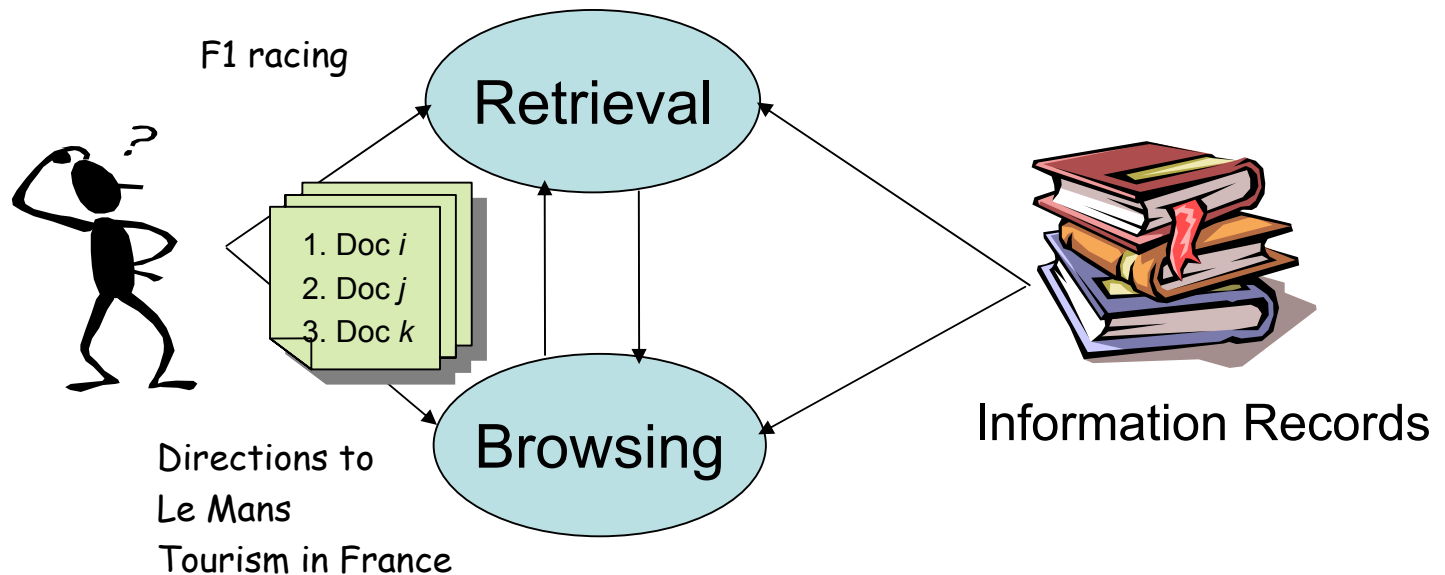 F1 racing
Retrieval
?
1. Doc i
2. Doc j
3. Doc k
Browsing
Information Records
Directions to
Le Mans
Tourism in France